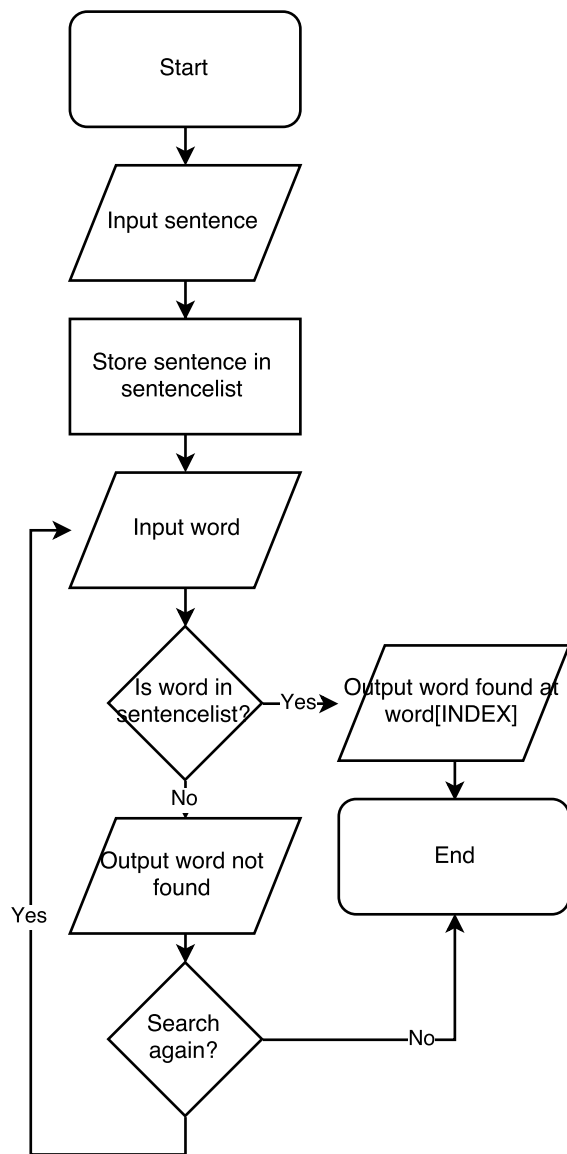 Start
Input sentence
Store sentence in
sentencelist
Input word
Is word in
sentencelist?
Yes
Output word found at
word[INDEX]
No
Output word not
found
End
Yes
Search
again?
No